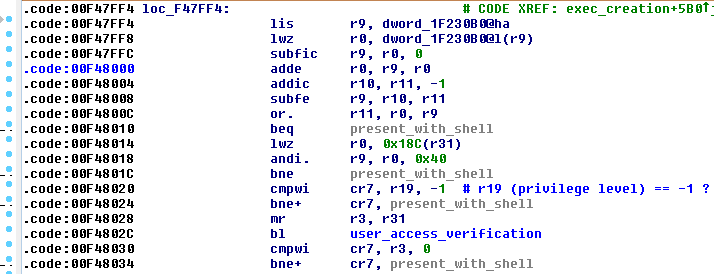 .code:00F47FF4 loc_F47FF4: # CODE XREF: exec_creation+5B0↑j
.code:00F47FF4 lis r9, dword_1F230B0@ha
.code:00F47FF8 lwz r0, dword_1F230B0@l(r9)
.code:00F47FFC subfic r9, r0, 0
.code:00F48000 adde r0, r9, r0
.code:00F48004 addic r10, r11, -1
.code:00F48008 subfe r9, r10, r11
.code:00F4800C or. r11, r0, r9
.code:00F48010 beq present_with_shell
.code:00F48014 lwz r0, 0x18C(r31)
.code:00F48018 andi. r9, r0, 0x40
.code:00F4801C bne present_with_shell
.code:00F48020 cmpwi cr7, r19, -1 # r19 (privilege level) == -1 ?
.code:00F48024 bne+ cr7, present_with_shell
.code:00F48028 mr r3, r31
.code:00F4802C bl user_access_verification
.code:00F48030 cmpwi cr7, r3, 0
.code:00F48034 bne+ cr7, present_with_shell